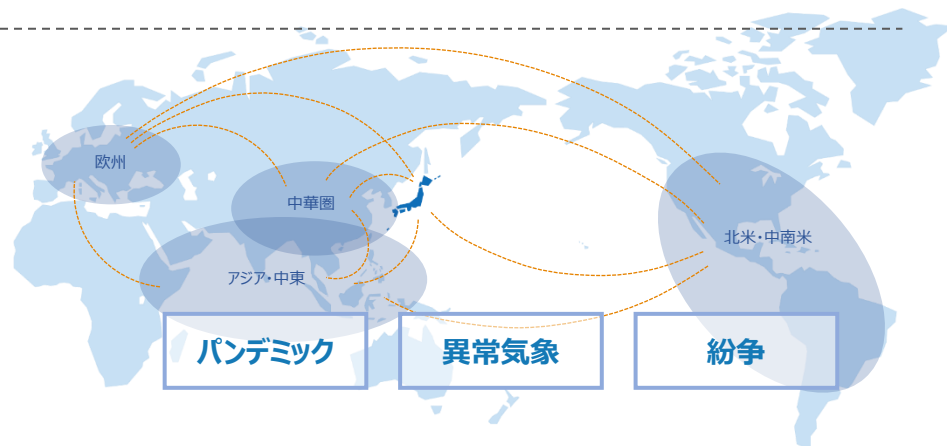 欧州
中華圏
北米・中南米
アジア・中東
パンデミック
異常気象
紛争